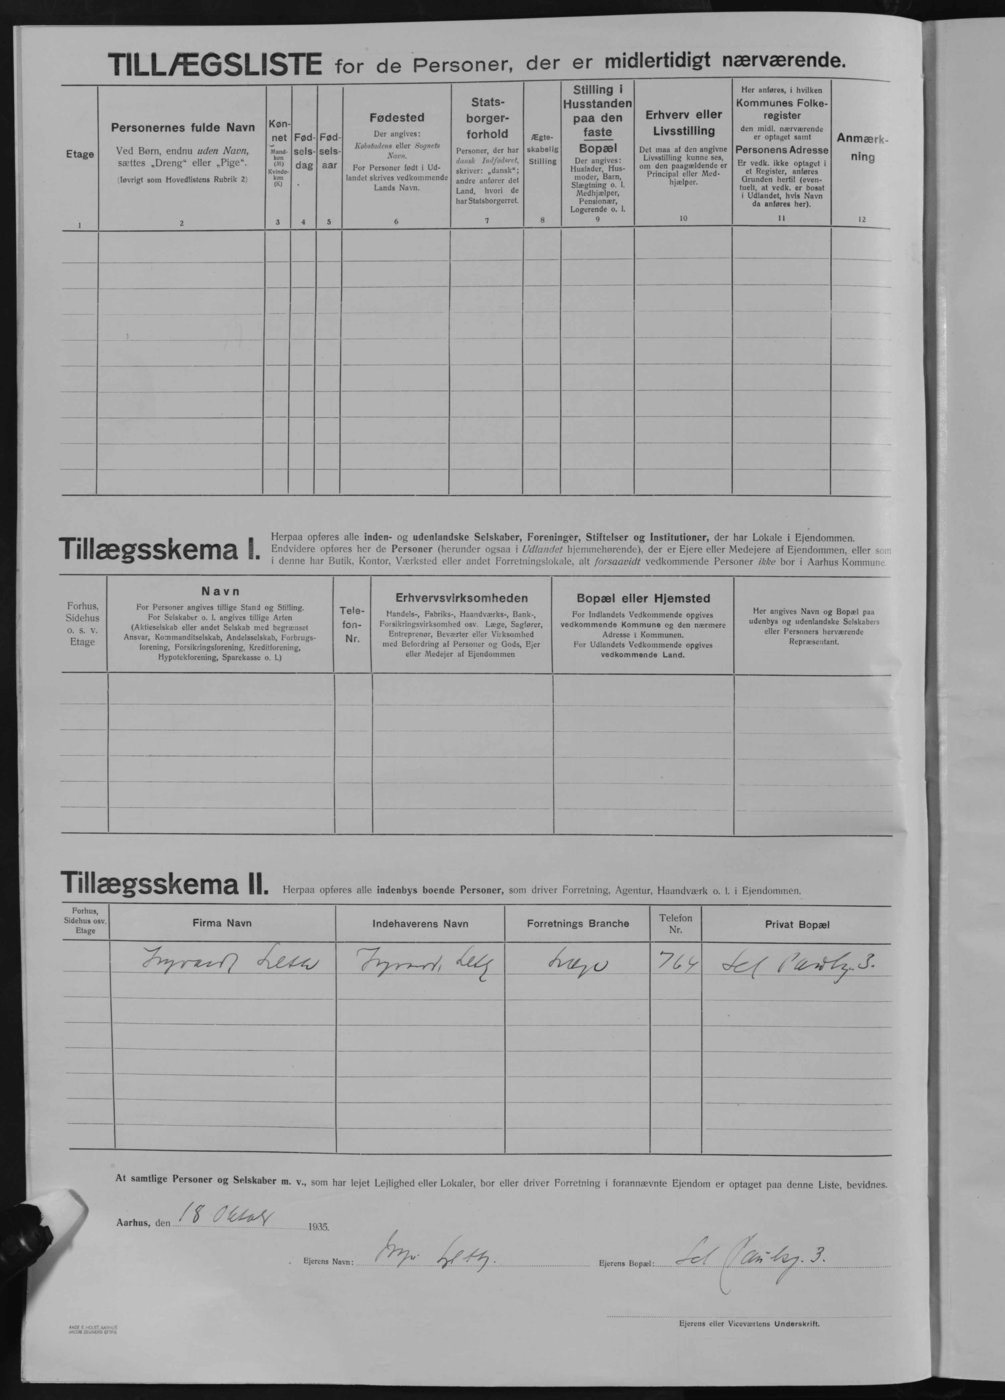 TILLÆGSLISTE for de Personer, der er midlertidigt nærværende.
Etage
1
Personernes fulde Navn
Ved Børn, endnu uden Navn,
sættes „Dreng“ eller „Pige“.
(Iøvrigt som Hovedlistens Rubrik 2)
2
Køn-
net
Mand-
køn
(M)
Kvinde-
køn
(K)
3
Fød-
sels-
dag
4
Fød-
sels-
aar
5
Fødested
Der angives:
Købstadens eller Sognets
Navn.
For Personer født i Ud-
landet skrives vedkommende
Lands Navn.
6
Stats-
borger-
forhold
Personer, der har
dansk Indfødsret,
skriver: „dansk“;
andre anfører det
Land, hvori de
har Statsborgerret.
7
Ægte-
skabelig
Stilling
8
Stilling i
Husstanden
paa den
faste
Bopæl
Der angives:
Husfader, Hus-
moder, Barn,
Slægtning o. l.
Medhjælper,
Pensionær,
Logerende o. l.
9
Erhverv eller
Livsstilling
Det maa af den angivne
Livsstilling kunne ses,
om den paagældende er
Principal eller Med-
hjælper.
10
Her anføres, i hvilken
Kommunes Folke-
register
den midl. nærværende
er optaget samt
Personens Adresse
Er vedk. ikke optaget i
et Register, anføres
Grunden hertil (even-
tuelt, at vedk. er bosat
i Udlandet, hvis Navn
da anføres her).
11
Anmærk-
ning
12
Tillægsskema I.
Herpaa opføres alle inden- og udenlandske Selskaber, Foreninger, Stiftelser og Institutioner, der har Lokale i Ejendommen.
Endvidere opføres her de Personer (herunder ogsaa i Udlandet hjemmehørende), der er Ejere eller Medejere af Ejendommen, eller som
i denne har Butik, Kontor, Værksted eller andet Forretningslokale, alt forsaavidt vedkommende Personer ikke bor i Aarhus Kommune.
Forhus,
Sidehus
o. s. v.
Etage
Navn
For Personer angives tillige Stand og Stilling.
For Selskaber o. l. angives tillige Arten
(Aktieselskab eller andet Selskab med begrænset
Ansvar, Kommanditselskab, Andelsselskab, Forbrugs-
forening, Forsikringsforening, Kreditforening,
Hypotekforening, Sparekasse o. l.)
Tele-
fon-
Nr.
Erhvervsvirksomheden
Handels-, Fabriks-, Haandværks-, Bank-,
Forsikringsvirksomhed osv. Læge, Sagfører,
Entreprenør, Beværter eller Virksomhed
med Befordring af Personer og Gods, Ejer
eller Medejer af Ejendommen
Bopæl eller Hjemsted
For Indlandets Vedkommende opgives
vedkommende Kommune og den nærmere
Adresse i Kommunen.
For Udlandets Vedkommende opgives
vedkommende Land.
Her angives Navn og Bopæl paa
udenbys og udenlandske Selskabers
eller Personers herværende
Repræsentant.
Tillægsskema II.
Herpaa opføres alle indenbys boende Personer, som driver Forretning, Agentur, Haandværk o. l. i Ejendommen.
Forhus,
Sidehus osv.
Etage
Firma Navn
Indehaverens Navn
Forretnings Branche
Telefon
Nr.
Privat Bopæl
764
3.
At samtlige Personer og Selskaber m. v., som har lejet Lejlighed eller Lokaler, bor eller driver Forretning i forannævnte Ejendom er optaget paa denne Liste, bevidnes.
Aarhus, den 18 Oktober 1935.
Ejerens Navn:
Ejerens Bopæl: 3.
Ejerens eller Viceværtens Underskrift.